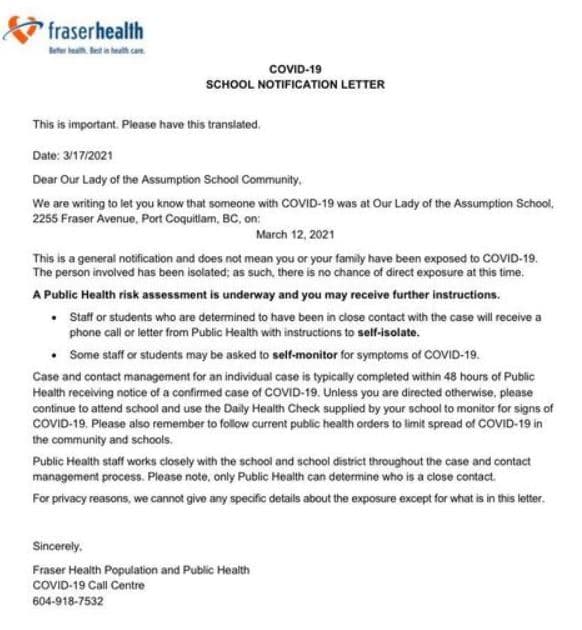 fraserhealth
Better health. Best in health care.
COVID-19
SCHOOL NOTIFICATION LETTER
This is important. Please have this translated.
Date: 3/17/2021
Dear Our Lady of the Assumption School Community,
We are writing to let you know that someone with COVID-19 was at Our Lady of the Assumption School,
2255 Fraser Avenue, Port Coquitlam, BC, on:
March 12, 2021
This is a general notification and does not mean you or your family have been exposed to COVID-19.
The person involved has been isolated; as such, there is no chance of direct exposure at this time.
A Public Health risk assessment is underway and you may receive further instructions.
• Staff or students who are determined to have been in close contact with the case will receive a
phone call or letter from Public Health with instructions to self-isolate.
• Some staff or students may be asked to self-monitor for symptoms of COVID-19.
Case and contact management for an individual case is typically completed within 48 hours of Public
Health receiving notice of a confirmed case of COVID-19. Unless you are directed otherwise, please
continue to attend school and use the Daily Health Check supplied by your school to monitor for signs of
COVID-19. Please also remember to follow current public health orders to limit spread of COVID-19 in
the community and schools.
Public Health staff works closely with the school and school district throughout the case and contact
management process. Please note, only Public Health can determine who is a close contact.
For privacy reasons, we cannot give any specific details about the exposure except for what is in this letter.
Sincerely,
Fraser Health Population and Public Health
COVID-19 Call Centre
604-918-7532